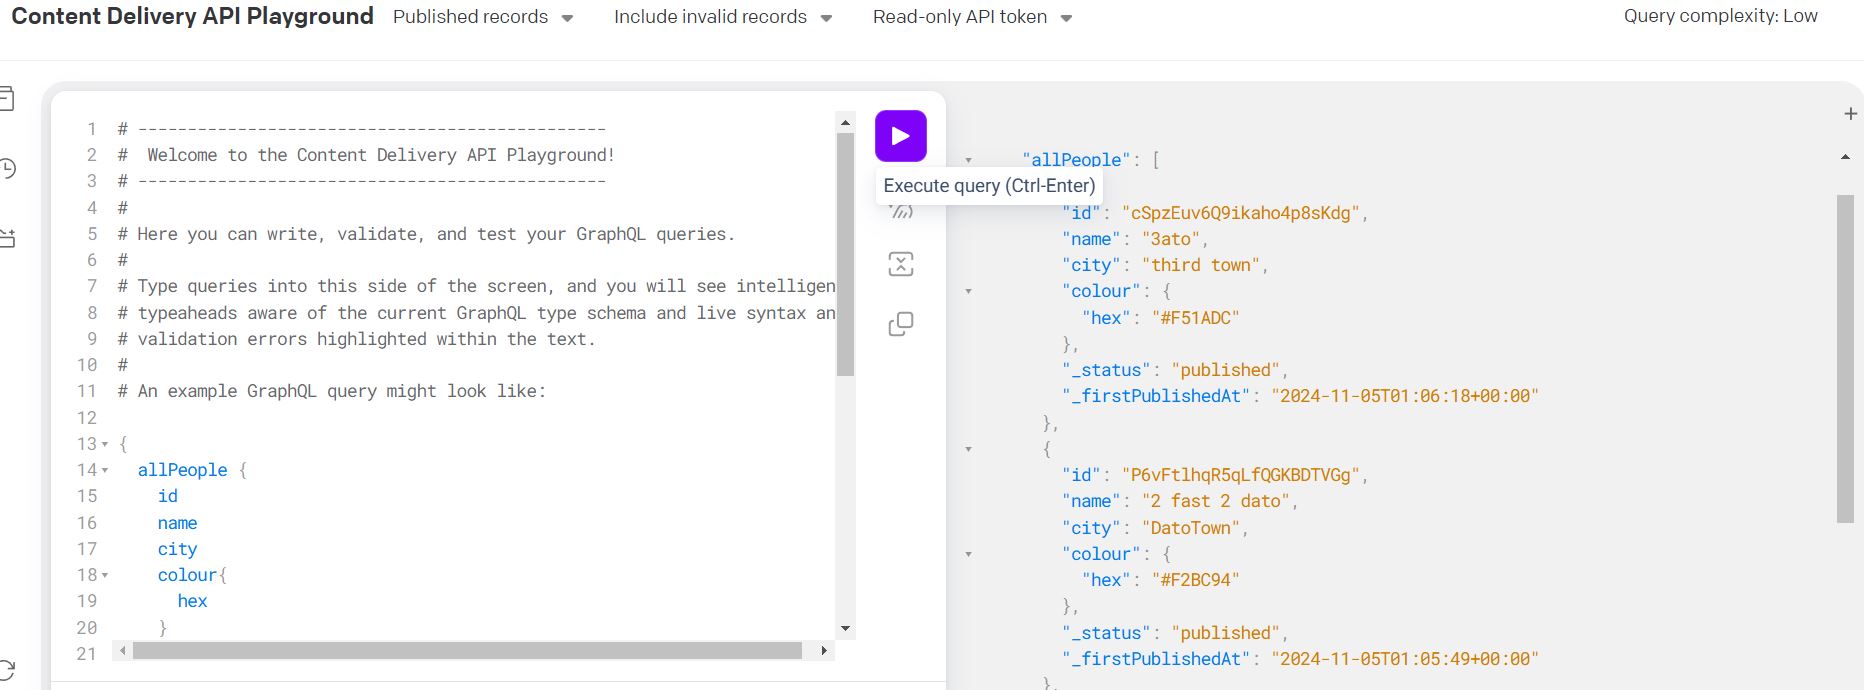 Content Delivery API Playground Published records Include invalid records Read-only API token Query complexity: Low
1 # -----------------------------------------------
2 #  Welcome to the Content Delivery API Playground!
3 # -----------------------------------------------
4 #
5 # Here you can write, validate, and test your GraphQL queries.
6 #
7 # Type queries into this side of the screen, and you will see intelligen
8 # typeaheads aware of the current GraphQL type schema and live syntax an
9 # validation errors highlighted within the text.
10 #
11 # An example GraphQL query might look like:
12
13 {
14   allPeople {
15     id
16     name
17     city
18     colour{
19       hex
20     }
21
Execute query (Ctrl-Enter)
"allPeople": [
"id": "cSpzEuv6Q9ikaho4p8sKdg",
"name": "3ato",
"city": "third town",
"colour": {
"hex": "#F51ADC"
},
"_status": "published",
"_firstPublishedAt": "2024-11-05T01:06:18+00:00"
},
{
"id": "P6vFtlhqR5qLfQGKBDTVGg",
"name": "2 fast 2 dato",
"city": "DatoTown",
"colour": {
"hex": "#F2BC94"
},
"_status": "published",
"_firstPublishedAt": "2024-11-05T01:05:49+00:00"
},